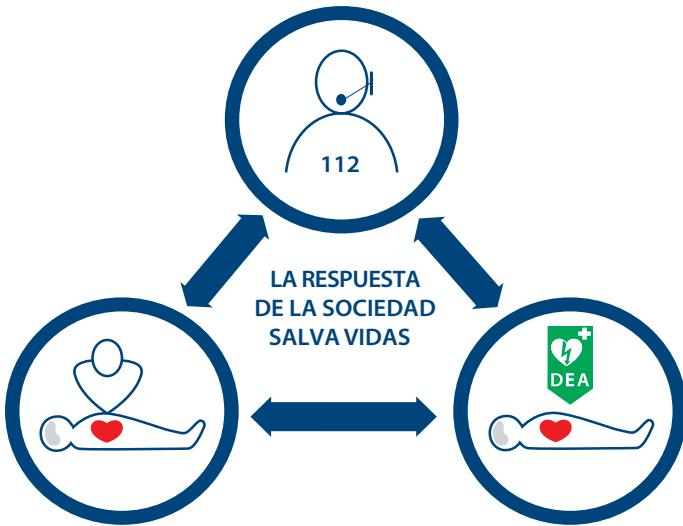 112
LA RESPUESTA
DE LA SOCIEDAD
SALVA VIDAS
DEA